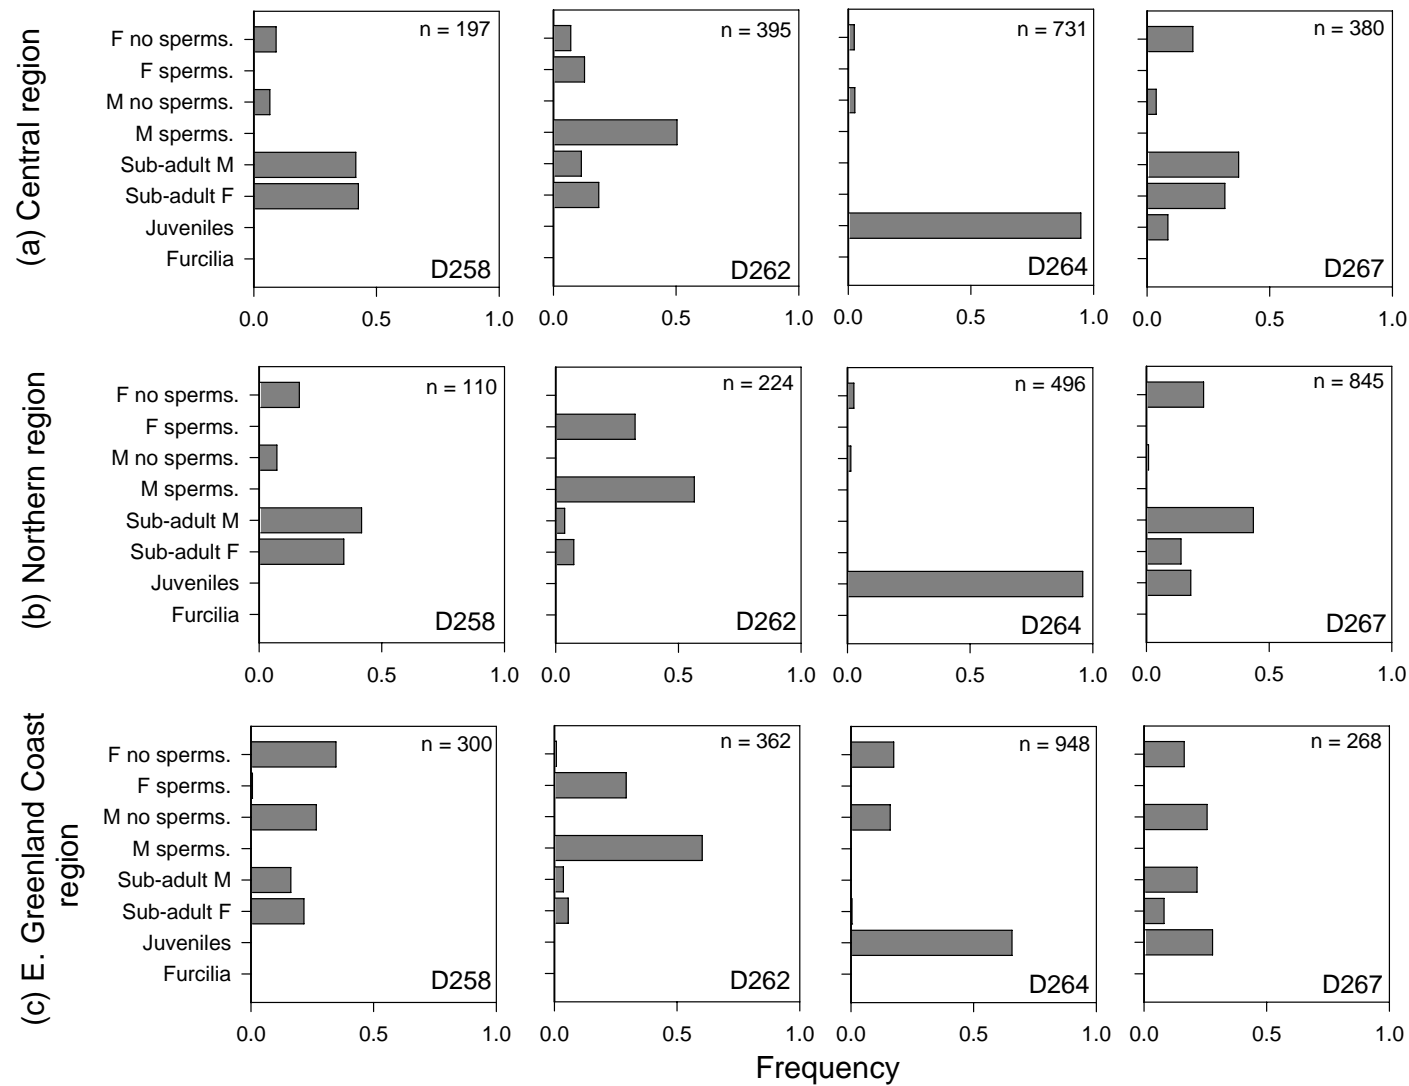 (a) Central region
F no sperms.
F sperms.
M no sperms.
M sperms.
Sub-adult M
Sub-adult F
Juveniles
Furcilia
n = 197
D258
0.0 0.5 1.0
n = 395
D262
0.0 0.5 1.0
n = 731
D264
0.0 0.5 1.0
n = 380
D267
0.0 0.5 1.0
(b) Northern region
F no sperms.
F sperms.
M no sperms.
M sperms.
Sub-adult M
Sub-adult F
Juveniles
Furcilia
n = 110
D258
0.0 0.5 1.0
n = 224
D262
0.0 0.5 1.0
n = 496
D264
0.0 0.5 1.0
n = 845
D267
0.0 0.5 1.0
(c) E. Greenland Coast
region
F no sperms.
F sperms.
M no sperms.
M sperms.
Sub-adult M
Sub-adult F
Juveniles
Furcilia
n = 300
D258
0.0 0.5 1.0
n = 362
D262
0.0 0.5 1.0
n = 948
D264
0.0 0.5 1.0
n = 268
D267
0.0 0.5 1.0
Frequency